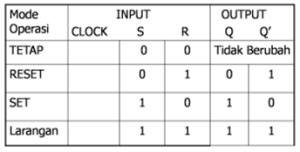 Mode Operasi INPUT OUTPUT
CLOCK S R Q Q'
TETAP 0 0 Tidak Berubah
RESET 0 1 0 1
SET 1 0 1 0
Larangan 1 1 1 1